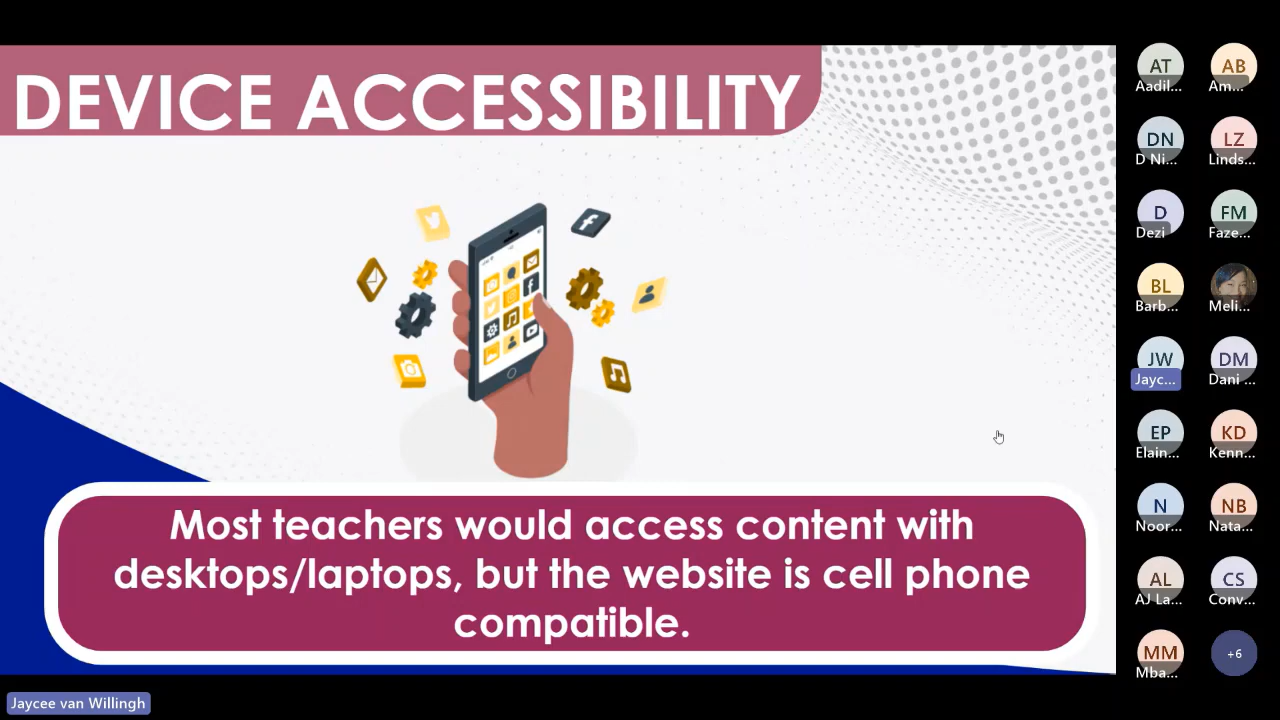 DEVICE ACCESSIBILITY
Most teachers would access content with
desktops/laptops, but the website is cell phone
compatible.
AT
Aadil...
AB
Am...
DN
D Ni...
LZ
Linds...
D
Dezi
FM
Faze...
BL
Barb...
Meli...
JW
Jayc...
DM
Dani ...
EP
Elain...
KD
Kenn...
N
Noor...
NB
Nata...
AL
AJ La...
CS
Conv...
MM
Mba...
+6
Jaycee van Willingh